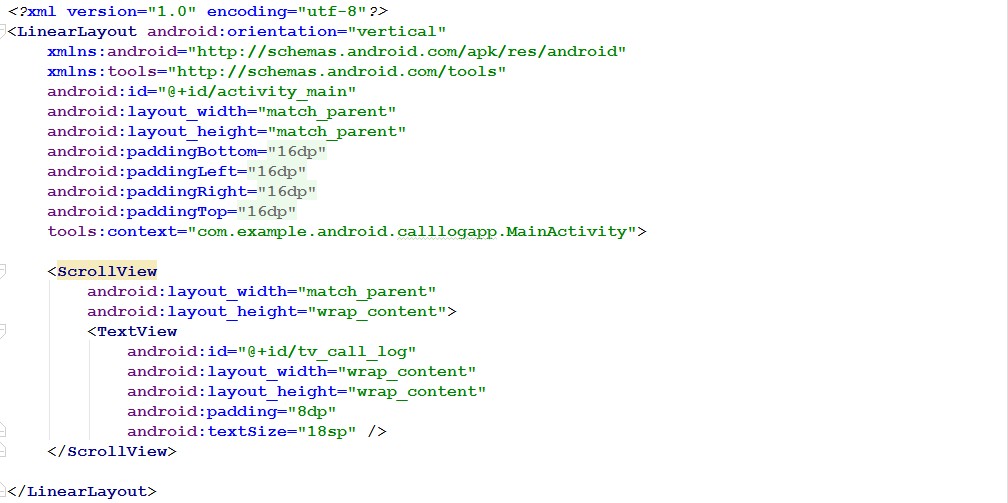 <?xml version="1.0" encoding="utf-8"?>
<LinearLayout android:orientation="vertical"
    xmlns:android="http://schemas.android.com/apk/res/android"
    xmlns:tools="http://schemas.android.com/tools"
    android:id="@+id/activity_main"
    android:layout_width="match_parent"
    android:layout_height="match_parent"
    android:paddingBottom="16dp"
    android:paddingLeft="16dp"
    android:paddingRight="16dp"
    android:paddingTop="16dp"
    tools:context="com.example.android.calllogapp.MainActivity">

    <ScrollView
        android:layout_width="match_parent"
        android:layout_height="wrap_content">
        <TextView
            android:id="@+id/tv_call_log"
            android:layout_width="wrap_content"
            android:layout_height="wrap_content"
            android:padding="8dp"
            android:textSize="18sp" />
    </ScrollView>

</LinearLayout>